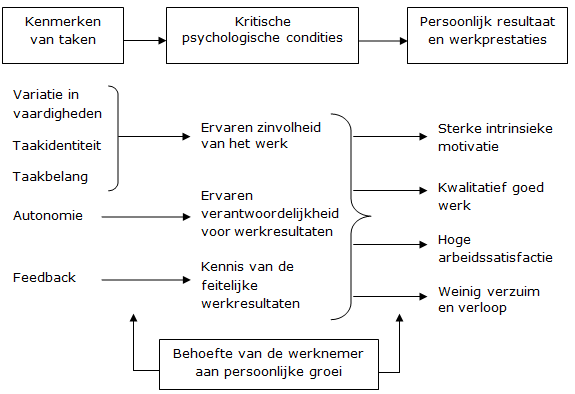 Kenmerken
van taken
Kritische
psychologische condities
Persoonlijk resultaat
en werkprestaties
Variatie in
vaardigheden
Taakidentiteit
Taakbelang
Autonomie
Feedback
Ervaren zinvolheid
van het werk
Ervaren
verantwoordelijkheid
voor werkresultaten
Kennis van de
feitelijke
werkresultaten
Sterke intrinsieke
motivatie
Kwalitatief goed
werk
Hoge
arbeidssatisfactie
Weinig verzuim
en verloop
Behoefte van de werknemer
aan persoonlijke groei